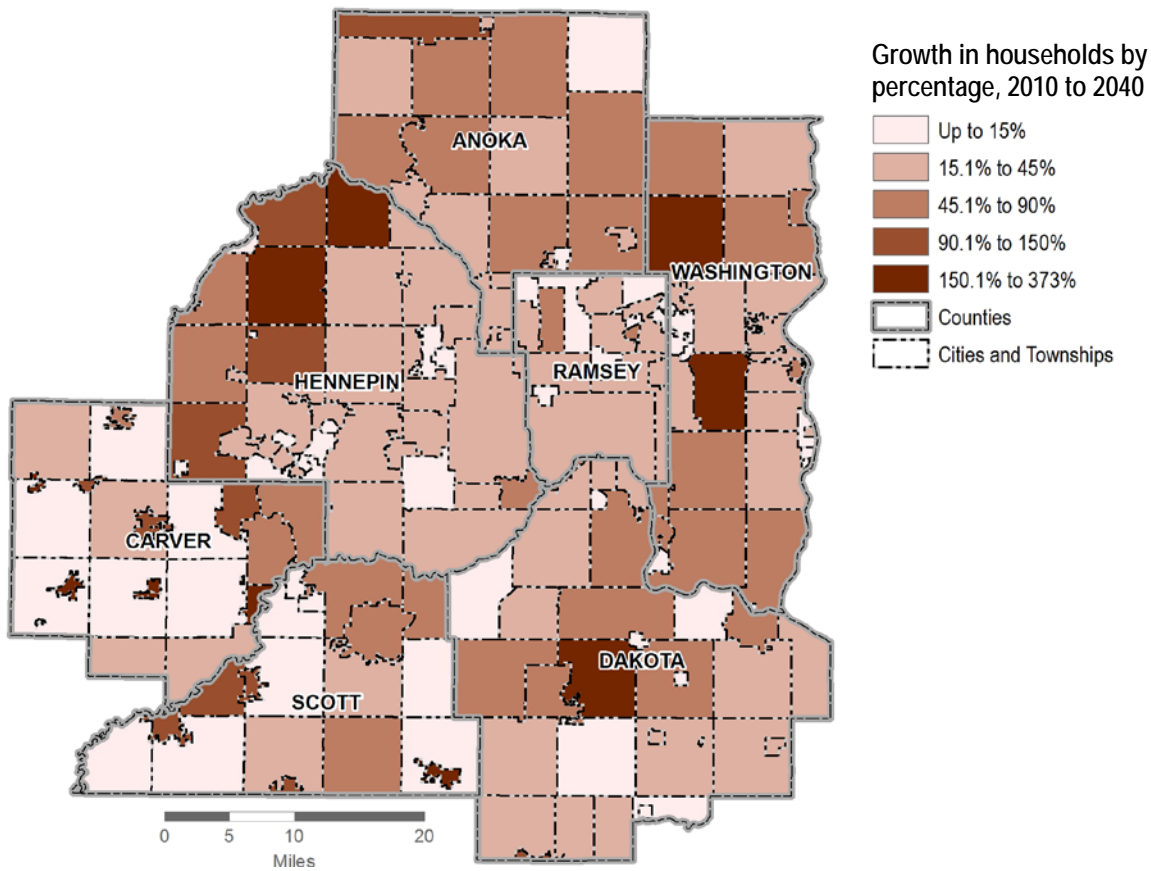 Growth in households by
percentage, 2010 to 2040
Up to 15%
15.1% to 45%
45.1% to 90%
90.1% to 150%
150.1% to 373%
Counties
Cities and Townships
ANOKA
WASHINGTON
HENNEPIN
RAMSEY
CARVER
DAKOTA
SCOTT
0 5 10 20
Miles